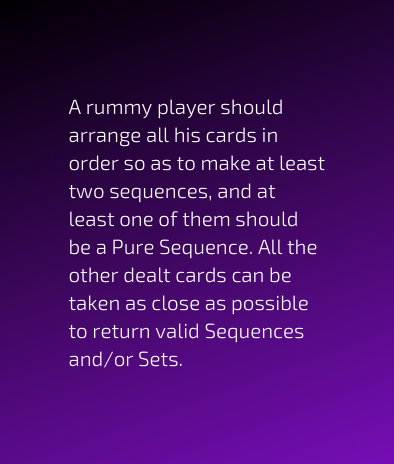 A rummy player should
arrange all his cards in
order so as to make at least
two sequences, and at
least one of them should
be a Pure Sequence. All the
other dealt cards can be
taken as close as possible
to return valid Sequences
and/or Sets.